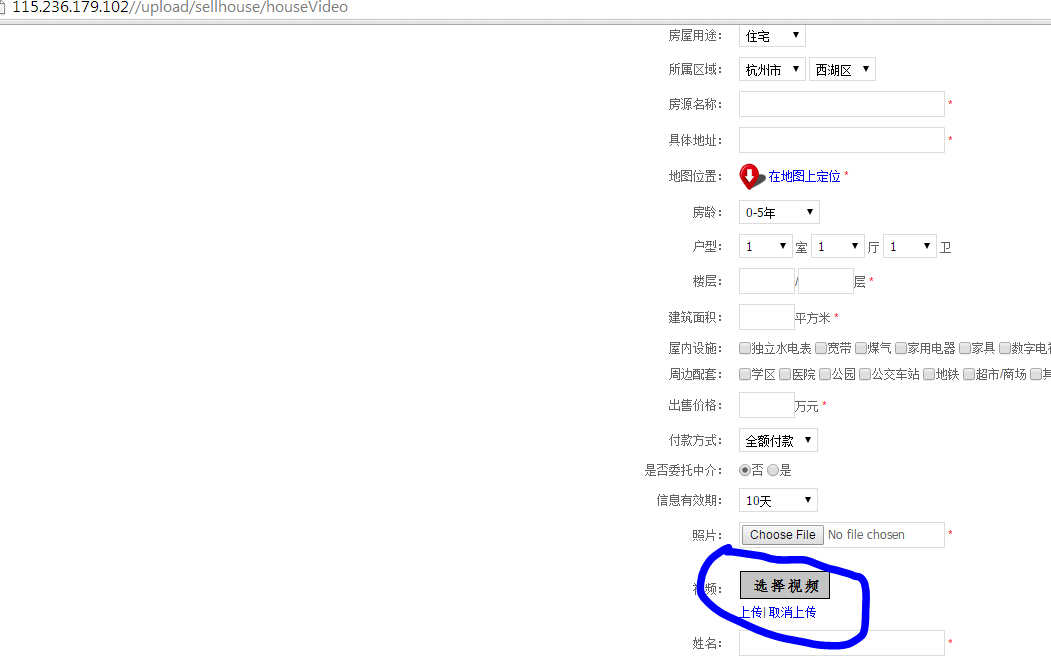 115.236.179.102//upload/sellhouse/houseVideo
房屋用途： 住宅
所属区域： 杭州市 西湖区
房源名称： *
具体地址： *
地图位置： 在地图上定位 *
房龄： 0-5年
户型： 1 室 1 厅 1 卫
楼层： / 层 *
建筑面积： 平方米 *
屋内设施： 独立水电表 宽带 煤气 家用电器 家具 数字电视
周边配套： 学区 医院 公园 公交车站 地铁 超市/商场
出售价格： 万元 *
付款方式： 全额付款
是否委托中介： 否 是
信息有效期： 10天
照片： Choose File No file chosen *
视频： 选择视频
上传| 取消上传
姓名： *